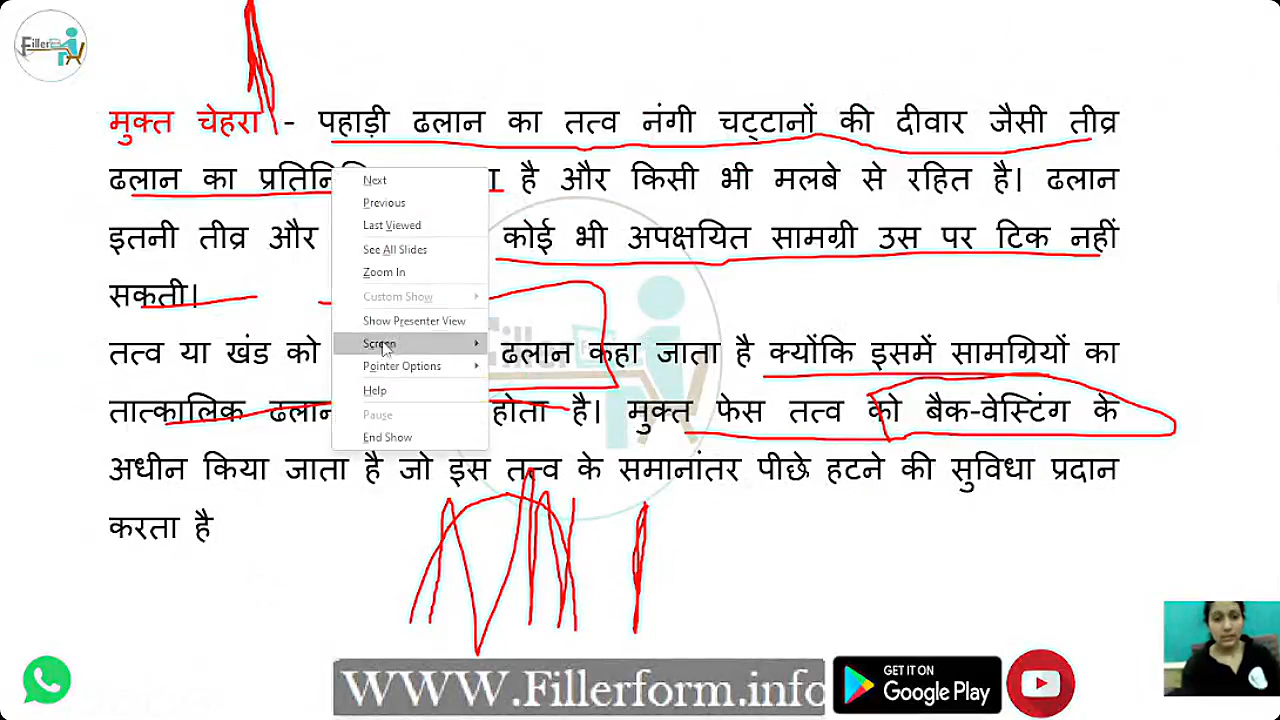 Filler
मुक्त चेहरा - पहाड़ी ढलान का तत्व नंगी चट्टानों की दीवार जैसी तीव्र
ढलान का है और किसी भी मलबे से रहित है। ढलान
इतनी तीव्र और कोई भी अपक्षयित सामग्री उस पर टिक नहीं
सकती।
तत्व या खंड को ढलान कहा जाता है क्योंकि इसमें सामग्रियों का
तात्कालिक होता है। मुक्त फेस तत्व को बैक-वेस्टिंग के
अधीन किया जाता है जो इस तत्व के समानांतर पीछे हटने की सुविधा प्रदान
करता है
Next
Previous
Last Viewed
See All Slides
Zoom In
Custom Show
Show Presenter View
Screen
Pointer Options
Help
Pause
End Show
WWW.Fillerform.info
GET IT ON
Google Play